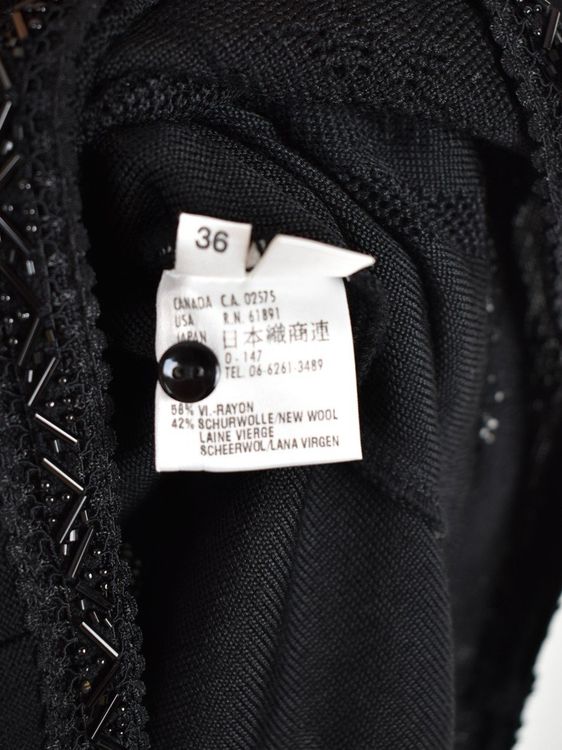 36
CANADA C.A. 02575
USA R.N. 61891
JAPAN 日本織商連
0-147
TEL. 06-6261-3489
58% VI.-RAYON
42% SCHURWOLLE/NEW WOOL
LAINE VIERGE
SCHEERWOL/LANA VIRGEN